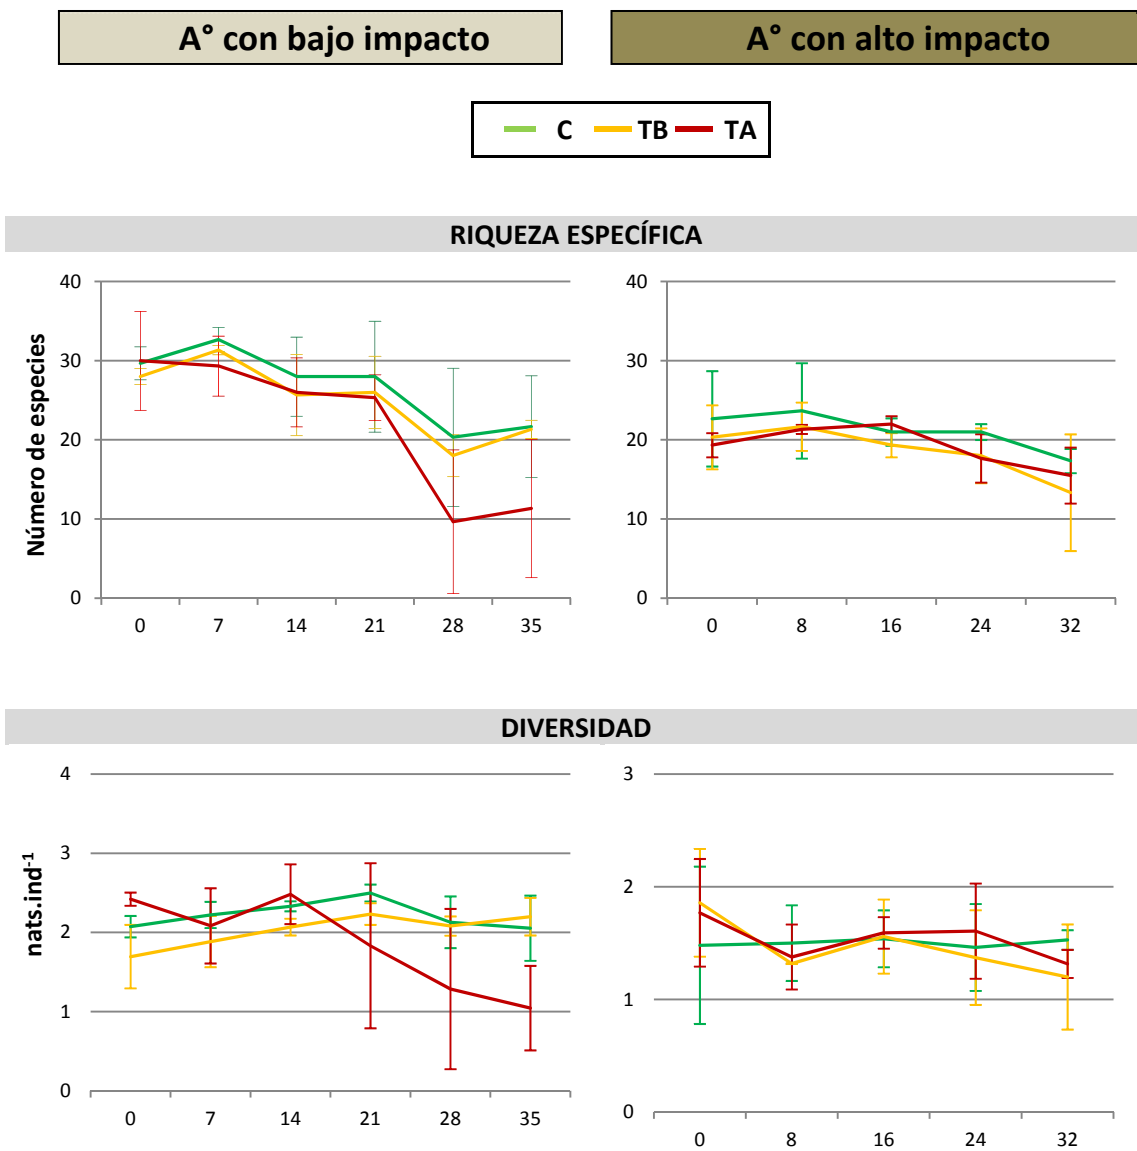 A° con bajo impacto
A° con alto impacto
C TB TA
RIQUEZA ESPECÍFICA
Número de especies
40
30
20
10
0
0 7 14 21 28 35
40
30
20
10
0
0 8 16 24 32
DIVERSIDAD
nats.ind⁻¹
4
3
2
1
0
0 7 14 21 28 35
3
2
1
0
0 8 16 24 32